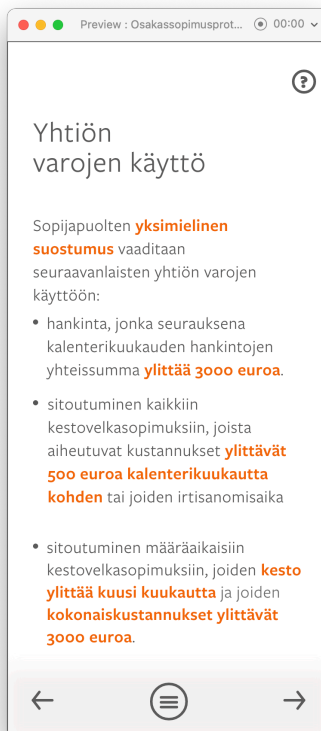 Preview : Osakassopimusprot... 00:00
?
Yhtiön
varojen käyttö
Sopijapuolten yksimielinen
suostumus vaaditaan
seuraavanlaisten yhtiön varojen
käyttöön:
• hankinta, jonka seurauksena
kalenterikuukauden hankintojen
yhteissumma ylittää 3000 euroa.
• sitoutuminen kaikkiin
kestovelkasopimuksiin, joista
aiheutuvat kustannukset ylittävät
500 euroa kalenterikuukautta
kohden tai joiden irtisanomisaika
• sitoutuminen määräaikaisiin
kestovelkasopimuksiin, joiden kesto
ylittää kuusi kuukautta ja joiden
kokonaiskustannukset ylittävät
3000 euroa.